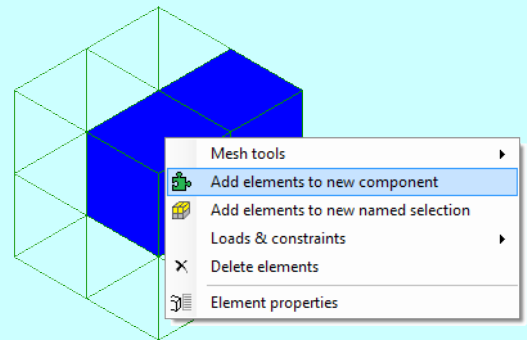 Mesh tools
Add elements to new component
Add elements to new named selection
Loads & constraints
Delete elements
Element properties